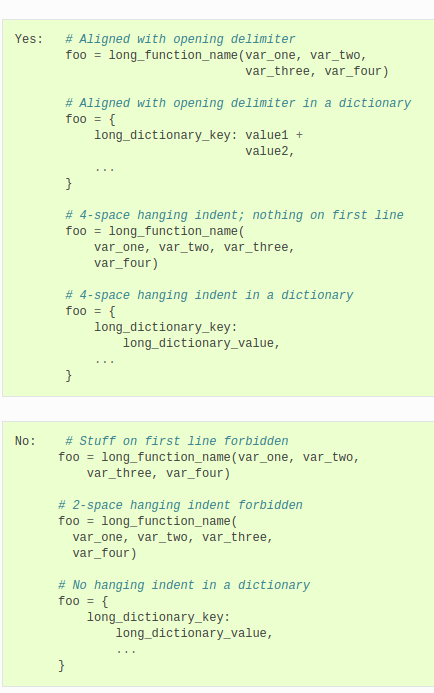 Yes:   # Aligned with opening delimiter
       foo = long_function_name(var_one, var_two,
                                var_three, var_four)

       # Aligned with opening delimiter in a dictionary
       foo = {
           long_dictionary_key: value1 +
                                value2,
           ...
       }

       # 4-space hanging indent; nothing on first line
       foo = long_function_name(
           var_one, var_two, var_three,
           var_four)

       # 4-space hanging indent in a dictionary
       foo = {
           long_dictionary_key:
               long_dictionary_value,
           ...
       }

No:    # Stuff on first line forbidden
      foo = long_function_name(var_one, var_two,
          var_three, var_four)

      # 2-space hanging indent forbidden
      foo = long_function_name(
        var_one, var_two, var_three,
        var_four)

      # No hanging indent in a dictionary
      foo = {
          long_dictionary_key:
              long_dictionary_value,
              ...
      }